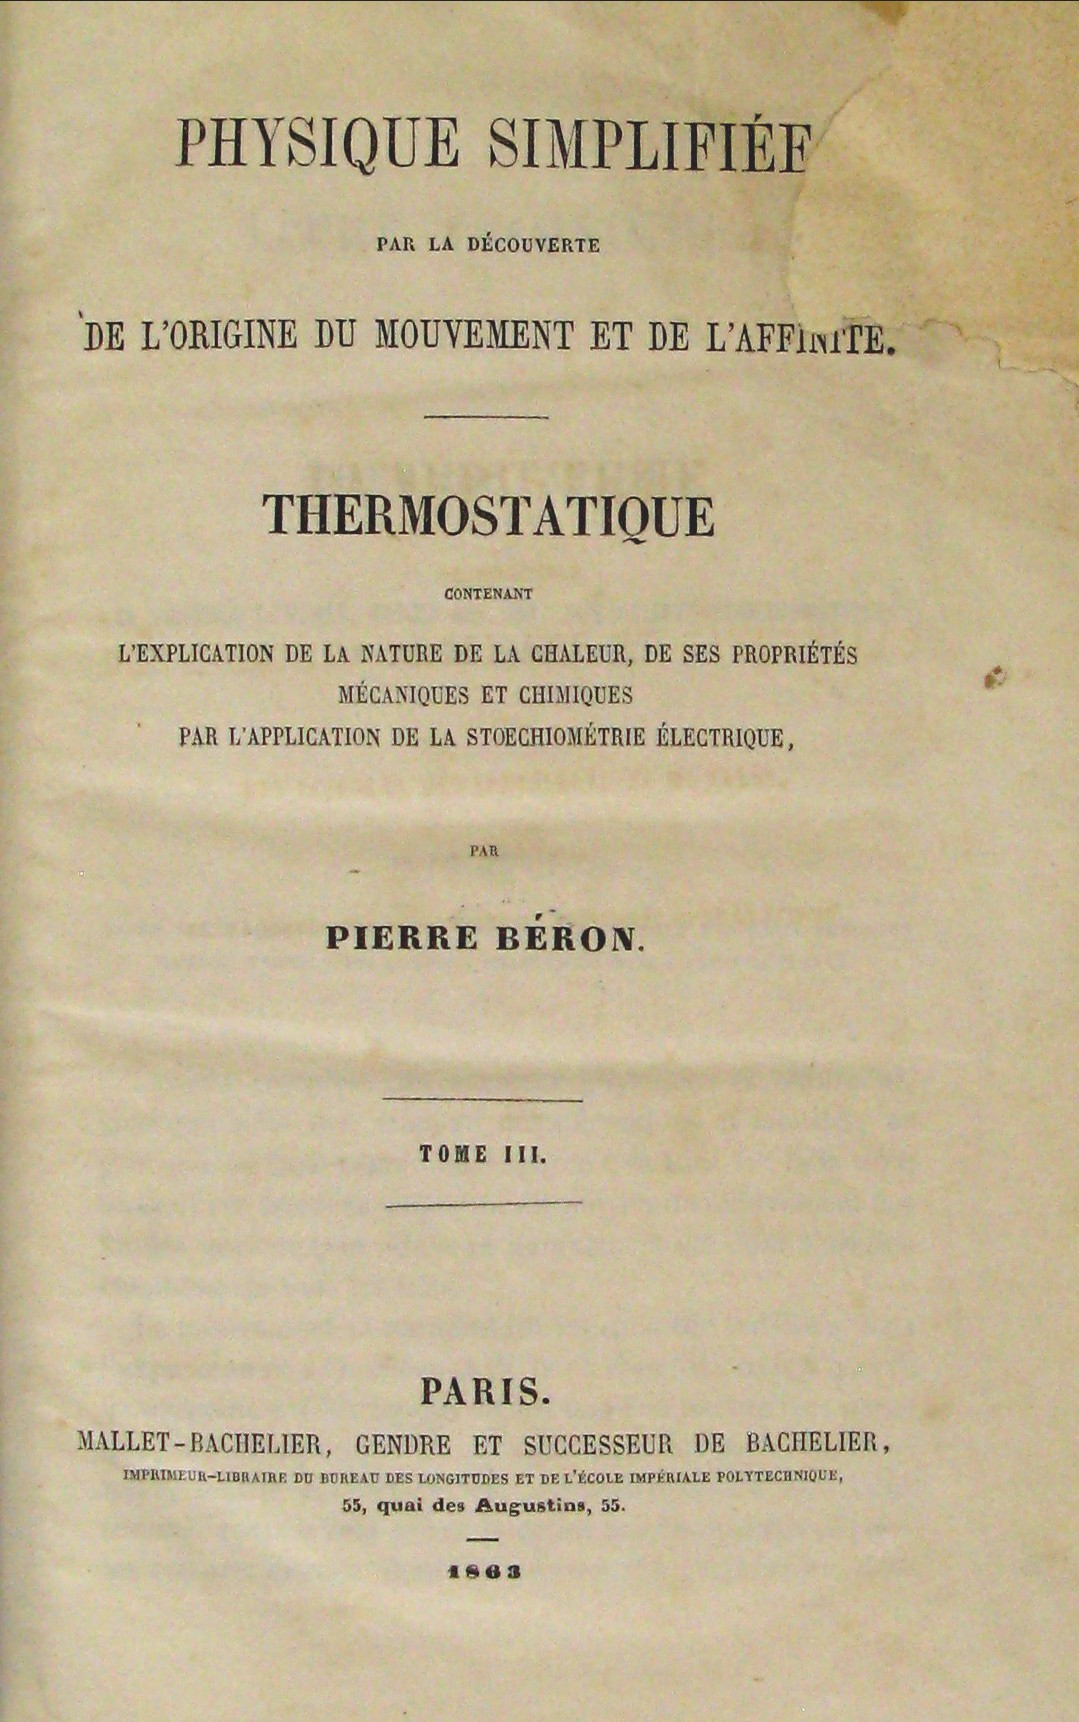 PHYSIQUE SIMPLIFIÉE
PAR LA DÉCOUVERTE
DE L'ORIGINE DU MOUVEMENT ET DE L'AFFINITÉ.
THERMOSTATIQUE
CONTENANT
L'EXPLICATION DE LA NATURE DE LA CHALEUR, DE SES PROPRIÉTÉS
MÉCANIQUES ET CHIMIQUES
PAR L'APPLICATION DE LA STOECHIOMÉTRIE ÉLECTRIQUE,
PAR
PIERRE BÉRON.
TOME III.
PARIS.
MALLET-BACHELIER, GENDRE ET SUCCESSEUR DE BACHELIER,
IMPRIMEUR-LIBRAIRE DU BUREAU DES LONGITUDES ET DE L'ÉCOLE IMPÉRIALE POLYTECHNIQUE,
55, quai des Augustins, 55.
1863